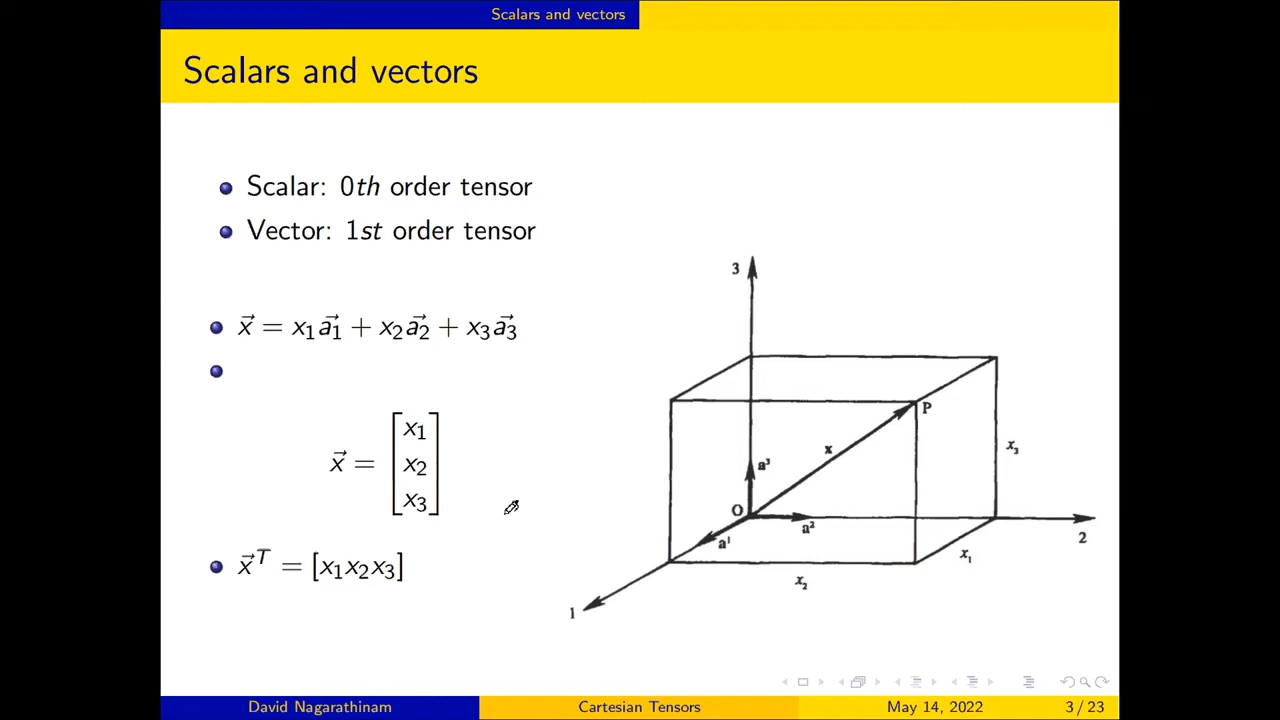 Scalars and vectors
Scalars and vectors
Scalar: 0th order tensor
Vector: 1st order tensor
x⃗ = x₁a⃗₁ + x₂a⃗₂ + x₃a⃗₃
x⃗ = [x₁
x₂
x₃]
x⃗ᵀ = [x₁x₂x₃]
3
P
x
x₃
a³
O
a²
a¹
2
x₁
x₂
1
David Nagarathinam
Cartesian Tensors
May 14, 2022
3 / 23